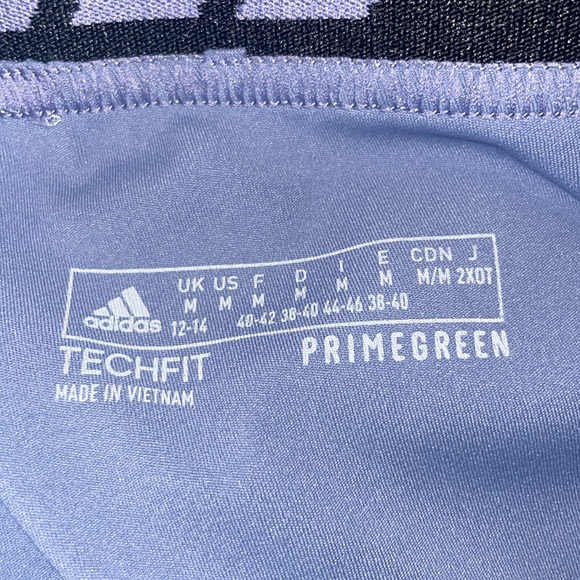 UK US F D I E CDN J
M M M M M M M/M 2XOT
12-14 40-42 38-40 44-46 38-40
adidas
TECHFIT
PRIMEGREEN
MADE IN VIETNAM